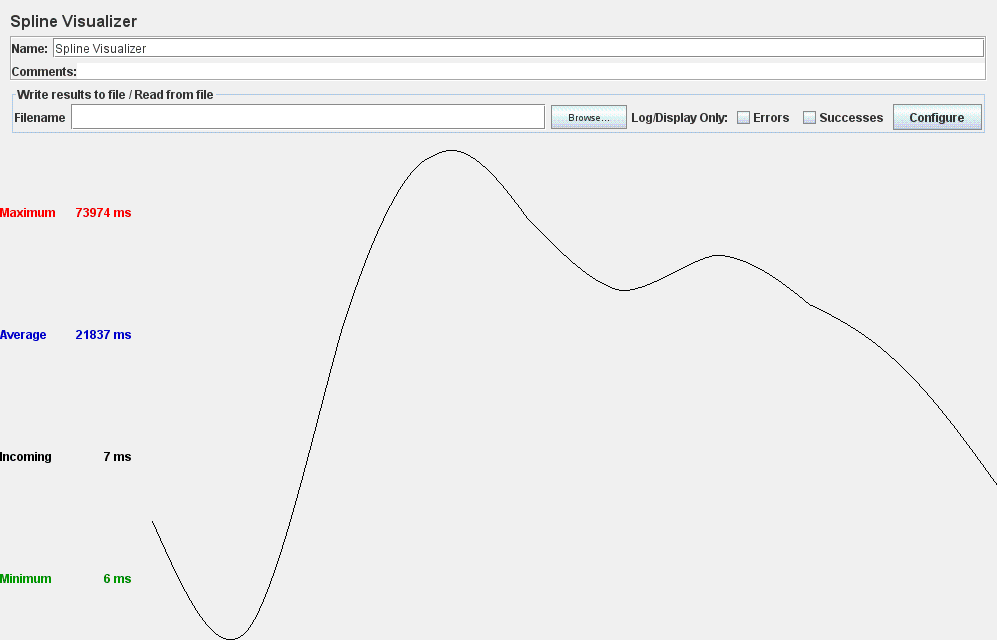 Spline Visualizer
Name: Spline Visualizer
Comments:
Write results to file / Read from file
Filename Browse... Log/Display Only: Errors Successes Configure
Maximum 73974 ms
Average 21837 ms
Incoming 7 ms
Minimum 6 ms